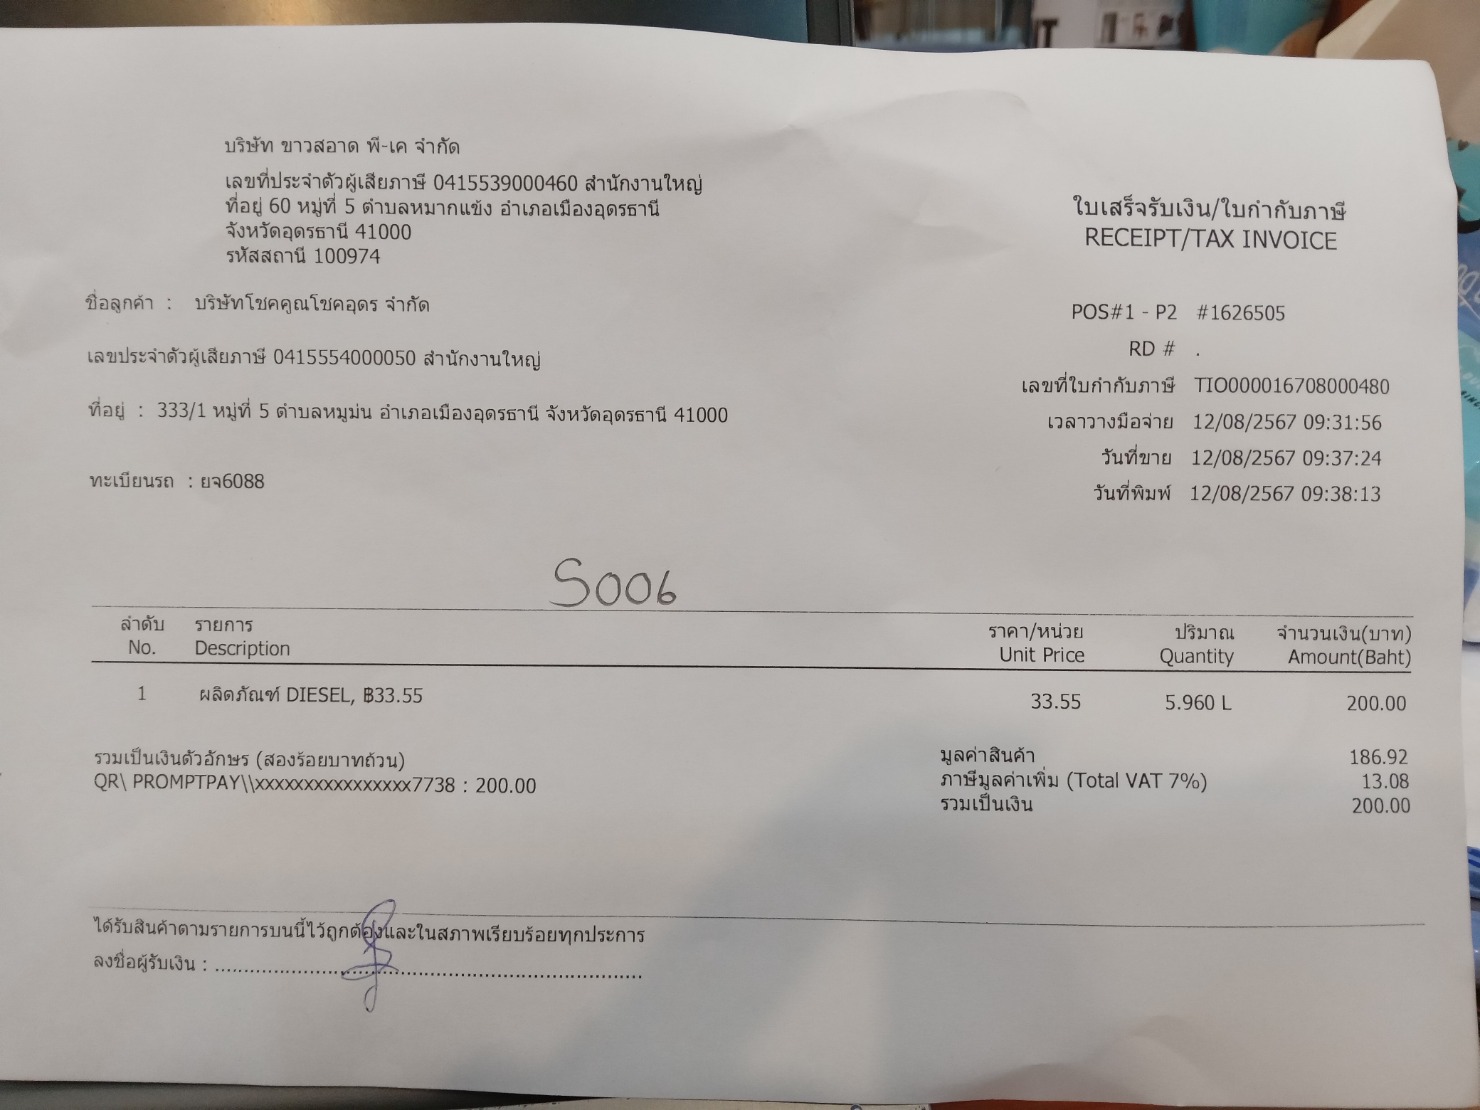 บริษัท ขาวสอาด พี-เค จำกัด
เลขที่ประจำตัวผู้เสียภาษี 0415539000460 สำนักงานใหญ่
ที่อยู่ 60 หมู่ที่ 5 ตำบลหมากแข้ง อำเภอเมืองอุดรธานี
จังหวัดอุดรธานี 41000
รหัสสถานี 100974
ใบเสร็จรับเงิน/ใบกำกับภาษี
RECEIPT/TAX INVOICE
ชื่อลูกค้า : บริษัทโชคคูณโชคอุดร จำกัด
เลขประจำตัวผู้เสียภาษี 0415554000050 สำนักงานใหญ่
ที่อยู่ : 333/1 หมู่ที่ 5 ตำบลหมูม่น อำเภอเมืองอุดรธานี จังหวัดอุดรธานี 41000
ทะเบียนรถ : ยจ6088
POS#1 - P2 #1626505
RD # .
เลขที่ใบกำกับภาษี TIO000016708000480
เวลาวางมือจ่าย 12/08/2567 09:31:56
วันที่ขาย 12/08/2567 09:37:24
วันที่พิมพ์ 12/08/2567 09:38:13
S006
ลำดับ รายการ ราคา/หน่วย ปริมาณ จำนวนเงิน(บาท)
No. Description Unit Price Quantity Amount(Baht)
1 ผลิตภัณฑ์ DIESEL, ฿33.55 33.55 5.960 L 200.00
รวมเป็นเงินตัวอักษร (สองร้อยบาทถ้วน)
QR\ PROMPTPAY\\xxxxxxxxxxxxxxxx7738 : 200.00
มูลค่าสินค้า 186.92
ภาษีมูลค่าเพิ่ม (Total VAT 7%) 13.08
รวมเป็นเงิน 200.00
ได้รับสินค้าตามรายการบนนี้ไว้ถูกต้องและในสภาพเรียบร้อยทุกประการ
ลงชื่อผู้รับเงิน : ........................................................................